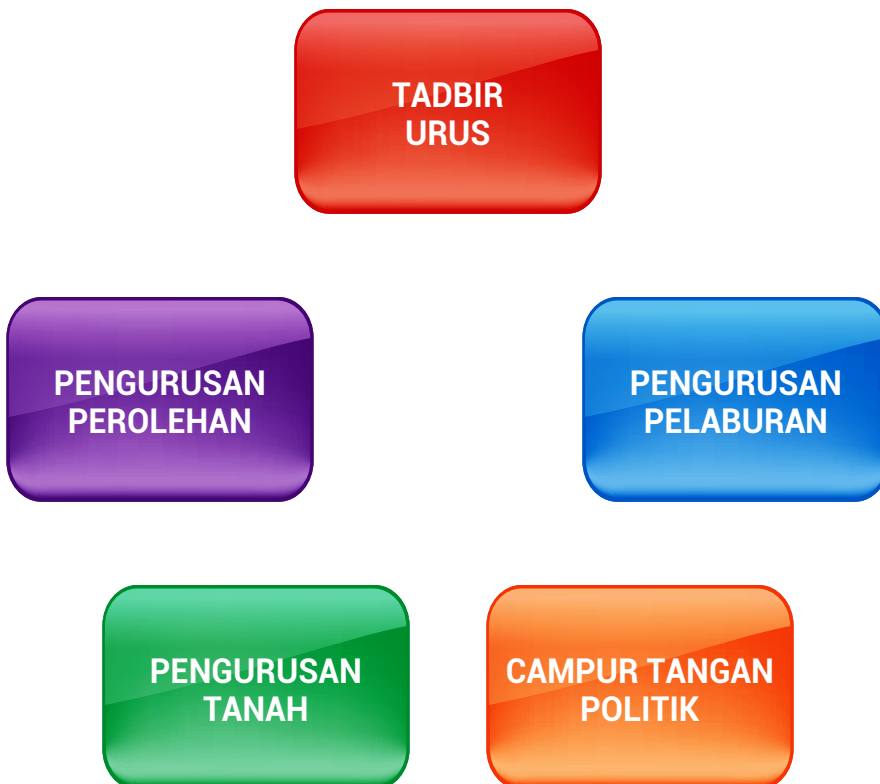 TADBIR
URUS
PENGURUSAN
PEROLEHAN
PENGURUSAN
PELABURAN
PENGURUSAN
TANAH
CAMPUR TANGAN
POLITIK